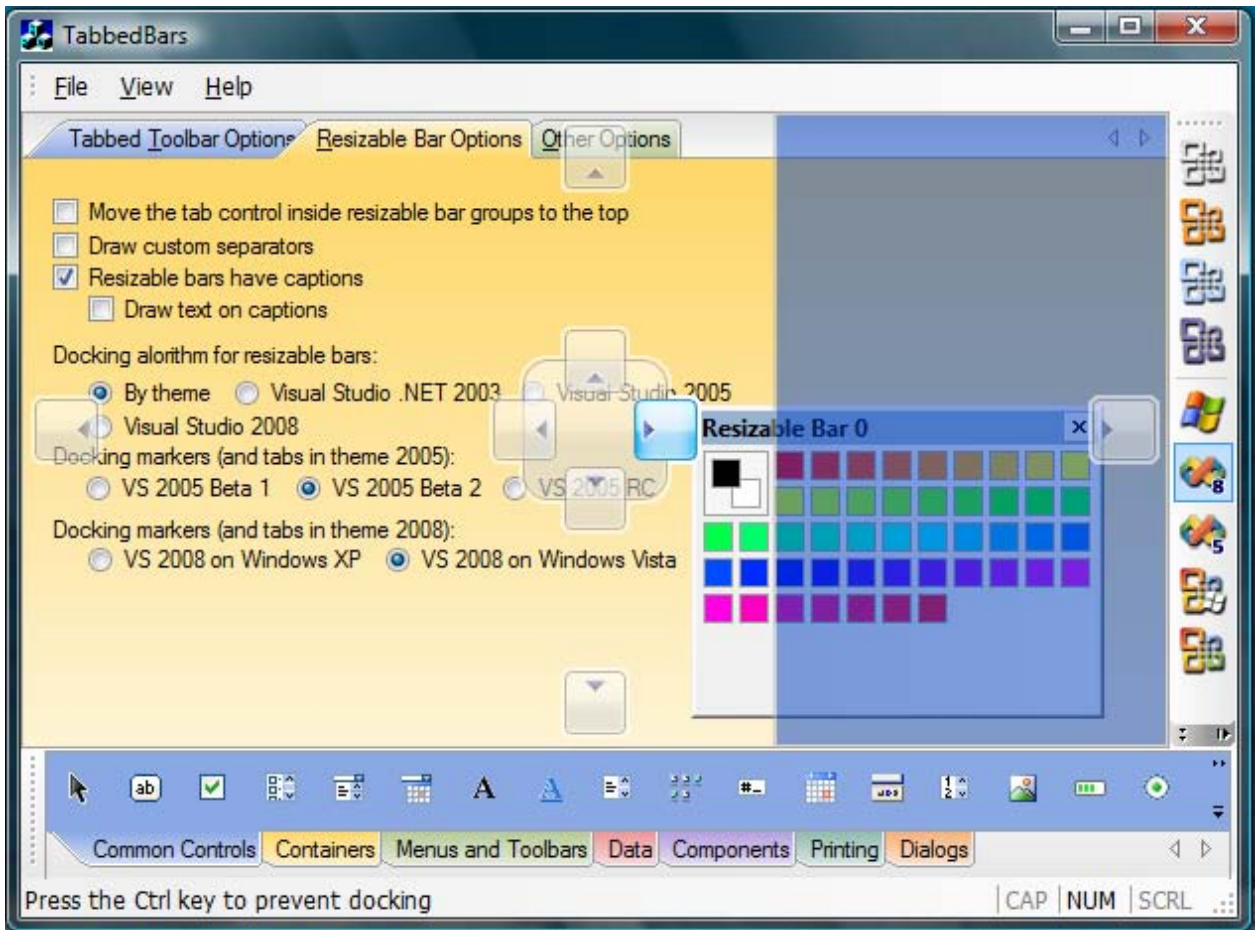 TabbedBars
File View Help
Tabbed Toolbar Options Resizable Bar Options Other Options
Move the tab control inside resizable bar groups to the top
Draw custom separators
Resizable bars have captions
Draw text on captions
Docking alorithm for resizable bars:
By theme Visual Studio .NET 2003 Visual Studio 2005
Visual Studio 2008
Resizable Bar 0
Docking markers (and tabs in theme 2005):
VS 2005 Beta 1 VS 2005 Beta 2 VS 2005 RC
Docking markers (and tabs in theme 2008):
VS 2008 on Windows XP VS 2008 on Windows Vista
8
5
ab A A #_
1
2
Common Controls Containers Menus and Toolbars Data Components Printing Dialogs
Press the Ctrl key to prevent docking CAP NUM SCRL